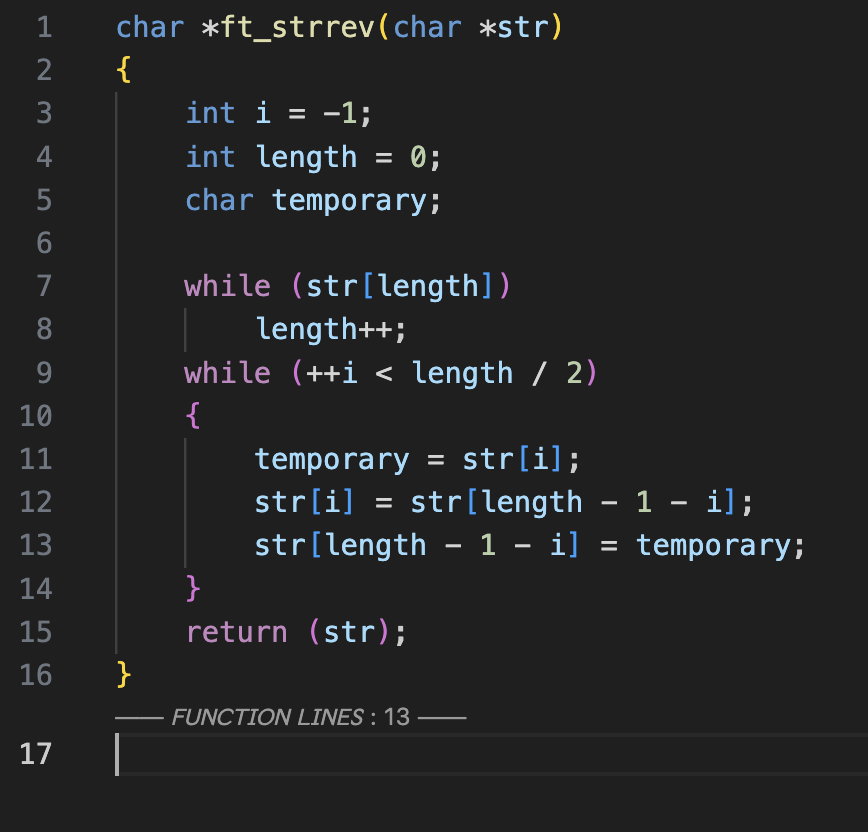 1 char *ft_strrev(char *str)
2 {
3     int i = -1;
4     int length = 0;
5     char temporary;
6
7     while (str[length])
8         length++;
9     while (++i < length / 2)
10     {
11         temporary = str[i];
12         str[i] = str[length - 1 - i];
13         str[length - 1 - i] = temporary;
14     }
15     return (str);
16 }
—— FUNCTION LINES : 13 ——
17